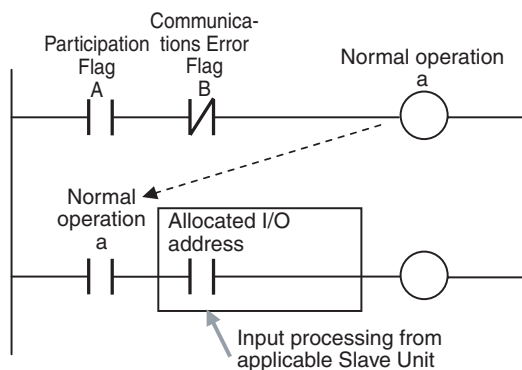 Participation
Flag
A
Communica-
tions Error
Flag
B
Normal operation
a
Normal
operation
a
Allocated I/O
address
Input processing from
applicable Slave Unit